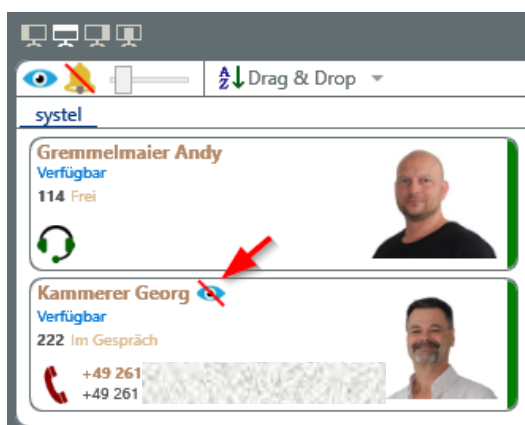 A
Z
Drag & Drop
systel
Gremmelmaier Andy
Verfügbar
114 Frei
Kammerer Georg
Verfügbar
222 Im Gespräch
+49 261
+49 261